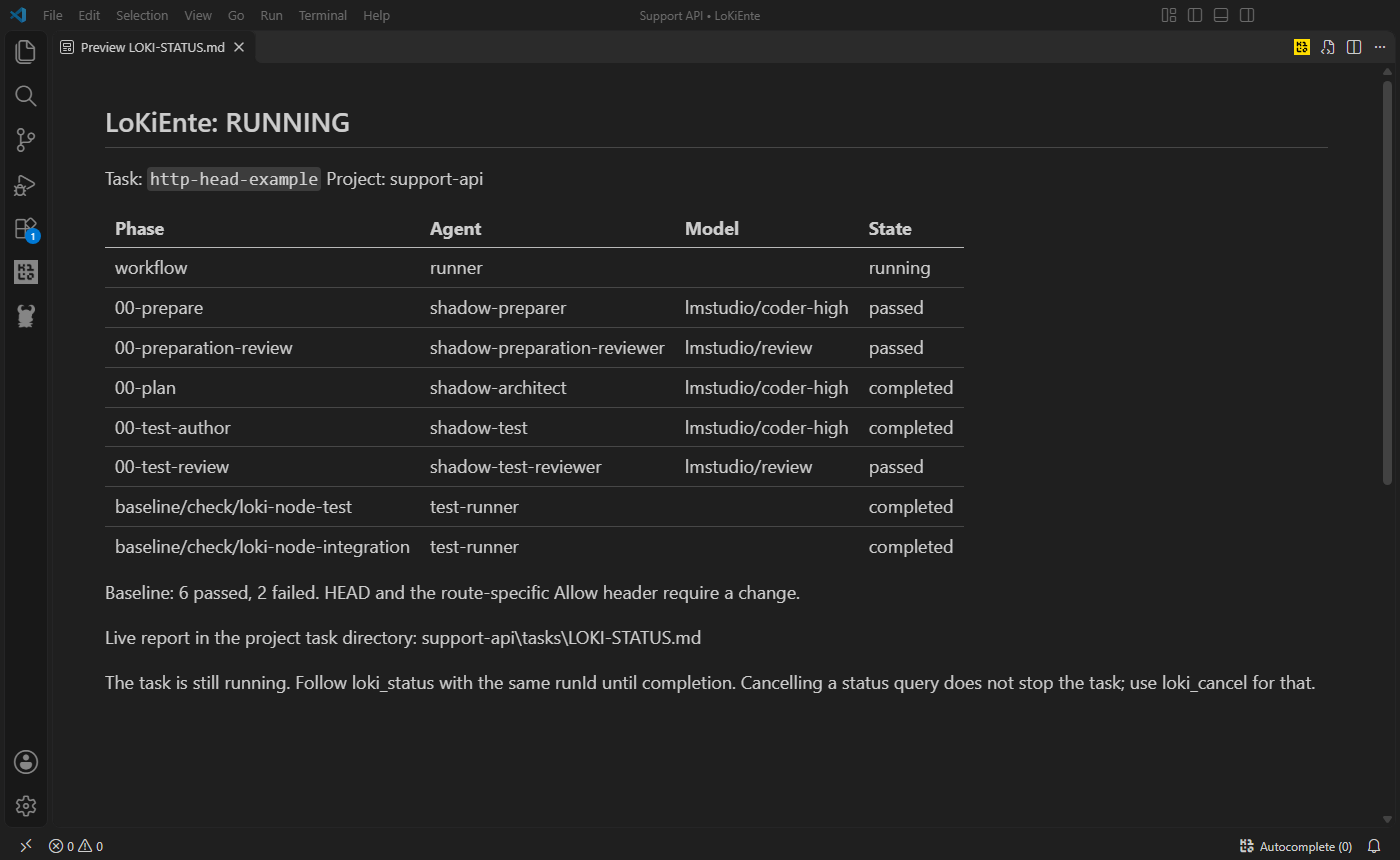 File Edit Selection View Go Run Terminal Help Support API • LoKiEnte
Preview LOKI-STATUS.md
LoKiEnte: RUNNING
Task: http-head-example Project: support-api
Phase Agent Model State
workflow runner running
00-prepare shadow-preparer lmstudio/coder-high passed
00-preparation-review shadow-preparation-reviewer lmstudio/review passed
00-plan shadow-architect lmstudio/coder-high completed
00-test-author shadow-test lmstudio/coder-high completed
00-test-review shadow-test-reviewer lmstudio/review passed
baseline/check/loki-node-test test-runner completed
baseline/check/loki-node-integration test-runner completed
Baseline: 6 passed, 2 failed. HEAD and the route-specific Allow header require a change.
Live report in the project task directory: support-api\tasks\LOKI-STATUS.md
The task is still running. Follow loki_status with the same runId until completion. Cancelling a status query does not stop the task; use loki_cancel for that.
1
0 0 Autocomplete (0)